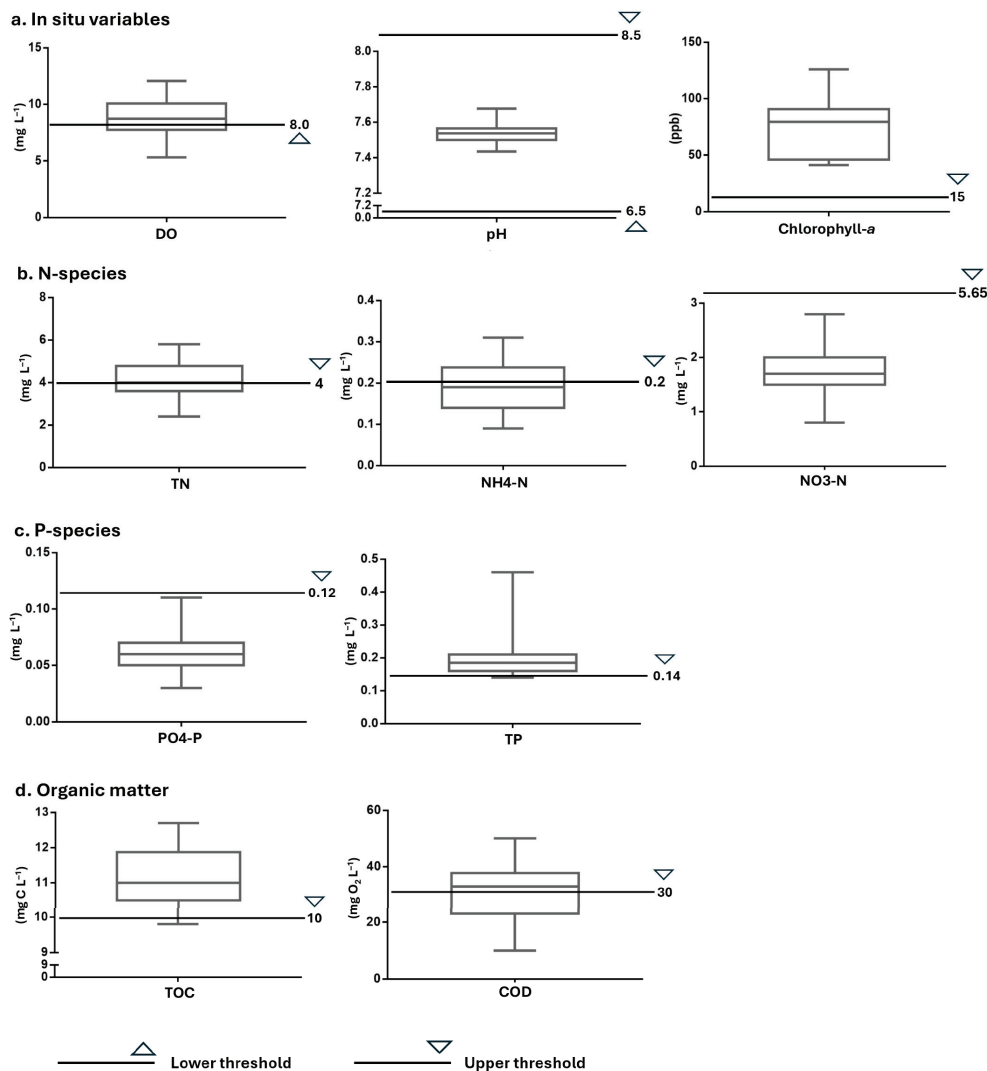 a. In situ variables
15
10
5
0
(mg L⁻¹)
8.0
DO
8.5
8.0
7.8
7.6
7.4
7.2
7.2
0.0
6.5
pH
150
100
50
0
(ppb)
15
Chlorophyll-a
b. N-species
8
6
4
2
0
(mg L⁻¹)
4
TN
0.4
0.3
0.2
0.1
0.0
(mg L⁻¹)
0.2
NH4-N
5.65
3
2
1
0
(mg L⁻¹)
NO3-N
c. P-species
0.15
0.10
0.05
0.00
(mg L⁻¹)
0.12
PO4-P
0.5
0.4
0.3
0.2
0.1
0.0
(mg L⁻¹)
0.14
TP
d. Organic matter
13
12
11
10
9
9
0
(mg C L⁻¹)
10
TOC
60
40
20
0
(mg O₂ L⁻¹)
30
COD
Lower threshold
Upper threshold